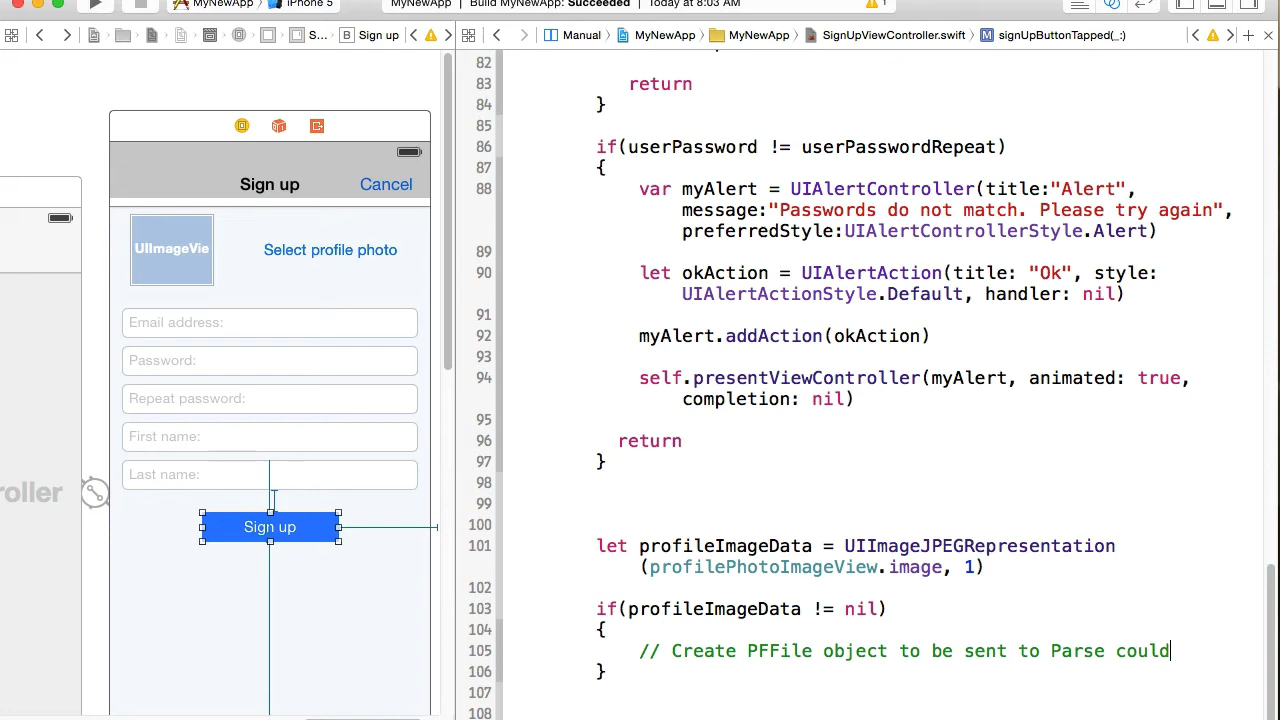 MyNewApp iPhone 5 MyNewApp Build MyNewApp: Succeeded Today at 8:03 AM 1
S... B Sign up Manual MyNewApp MyNewApp SignUpViewController.swift M signUpButtonTapped(_:)
Sign up Cancel
UIImageVie
Select profile photo
Email address:
Password:
Repeat password:
First name:
Last name:
Sign up
roller
82
83 return
84 }
85
86 if(userPassword != userPasswordRepeat)
87 {
88 var myAlert = UIAlertController(title:"Alert",
message:"Passwords do not match. Please try again",
preferredStyle:UIAlertControllerStyle.Alert)
89
90 let okAction = UIAlertAction(title: "Ok", style:
UIAlertActionStyle.Default, handler: nil)
91
92 myAlert.addAction(okAction)
93
94 self.presentViewController(myAlert, animated: true,
completion: nil)
95
96 return
97 }
98
99
100
101 let profileImageData = UIImageJPEGRepresentation
(profilePhotoImageView.image, 1)
102
103 if(profileImageData != nil)
104 {
105 // Create PFFile object to be sent to Parse could
106 }
107
108